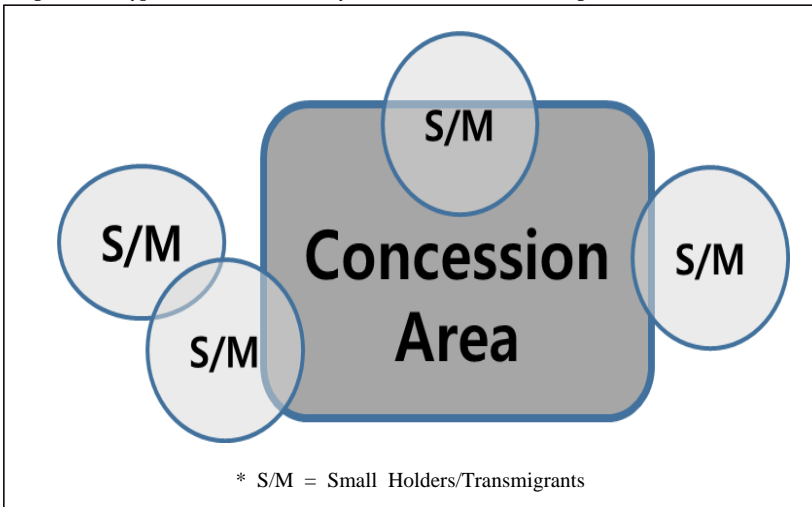 S/M
S/M
S/M
S/M
Concession
Area
* S/M = Small Holders/Transmigrants